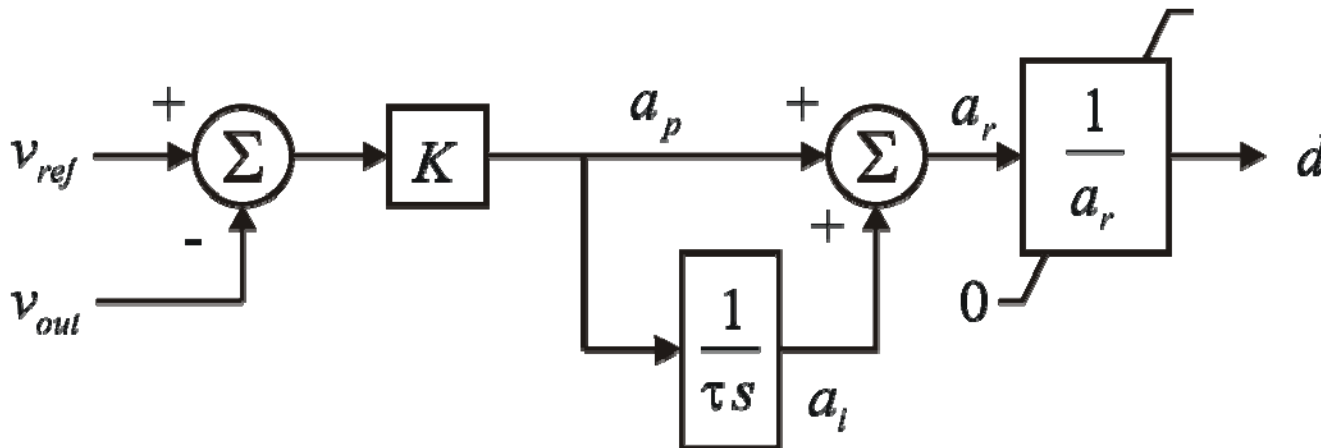 +
v_ref
-
v_out
Σ
K
a_p
1
τs
a_i
+
+
Σ
a_r
1
a_r
0
d